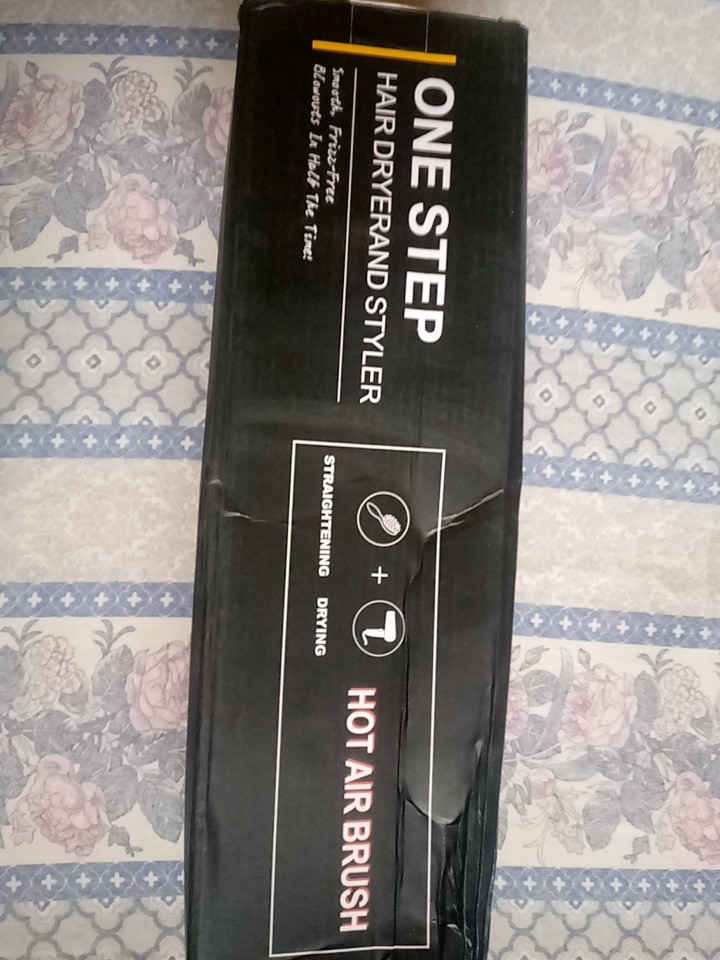 ONE STEP
HAIR DRYERAND STYLER
Smooth, Frizz-Free
Blowouts In Half The Time!
STRAIGHTENING + DRYING
HOT AIR BRUSH